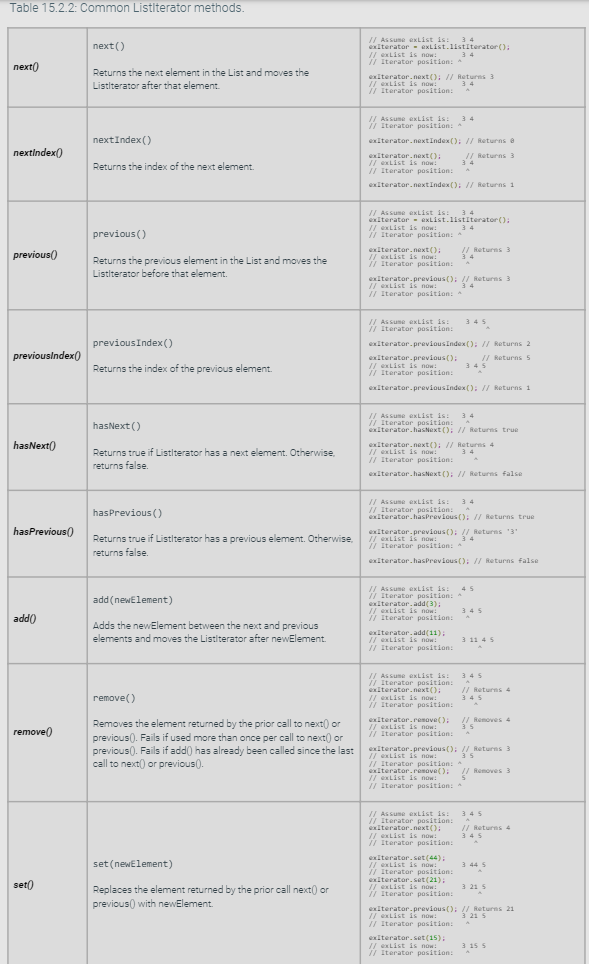 Table 15.2.2: Common ListIterator methods.
next()
next()
Returns the next element in the List and moves the
ListIterator after that element.
// Assume exList is:   3 4
exIterator = exList.listIterator();
// exList is now:      3 4
// Iterator position: ^
exIterator.next(); // Returns 3
// exList is now:      3 4
// Iterator position:   ^
nextIndex()
nextIndex()
Returns the index of the next element.
// Assume exList is:   3 4
// Iterator position: ^
exIterator.nextIndex(); // Returns 0
exIterator.next();      // Returns 3
// exList is now:      3 4
// Iterator position:   ^
exIterator.nextIndex(); // Returns 1
previous()
previous()
Returns the previous element in the List and moves the
ListIterator before that element.
// Assume exList is:   3 4
exIterator = exList.listIterator();
// exList is now:      3 4
// Iterator position: ^
exIterator.next();     // Returns 3
// exList is now:      3 4
// Iterator position:   ^
exIterator.previous(); // Returns 3
// exList is now:      3 4
// Iterator position: ^
previousIndex()
previousIndex()
Returns the index of the previous element.
// Assume exList is:    3 4 5
// Iterator position:        ^
exIterator.previousIndex(); // Returns 2
exIterator.previous();      // Returns 5
// exList is now:       3 4 5
// Iterator position:      ^
exIterator.previousIndex(); // Returns 1
hasNext()
hasNext()
Returns true if ListIterator has a next element. Otherwise,
returns false.
// Assume exList is:   3 4
// Iterator position:   ^
exIterator.hasNext(); // Returns true
exIterator.next(); // Returns 4
// exList is now:      3 4
// Iterator position:     ^
exIterator.hasNext(); // Returns false
hasPrevious()
hasPrevious()
Returns true if ListIterator has a previous element. Otherwise,
returns false.
// Assume exList is:   3 4
// Iterator position:   ^
exIterator.hasPrevious(); // Returns true
exIterator.previous(); // Returns '3'
// exList is now:      3 4
// Iterator position: ^
exIterator.hasPrevious(); // Returns false
add()
add(newElement)
Adds the newElement between the next and previous
elements and moves the ListIterator after newElement.
// Assume exList is:   4 5
// Iterator position: ^
exIterator.add(3);
// exList is now:      3 4 5
// Iterator position:   ^
exIterator.add(11);
// exList is now:      3 11 4 5
// Iterator position:      ^
remove()
remove()
Removes the element returned by the prior call to next() or
previous(). Fails if used more than once per call to next() or
previous(). Fails if add() has already been called since the last
call to next() or previous().
// Assume exList is:   3 4 5
// Iterator position:   ^
exIterator.next();     // Returns 4
// exList is now:      3 4 5
// Iterator position:     ^
exIterator.remove();   // Removes 4
// exList is now:      3 5
// Iterator position:   ^
exIterator.previous(); // Returns 3
// exList is now:      3 5
// Iterator position: ^
exIterator.remove();   // Removes 3
// exList is now:      5
// Iterator position: ^
set()
set(newElement)
Replaces the element returned by the prior call next() or
previous() with newElement.
// Assume exList is:   3 4 5
// Iterator position:   ^
exIterator.next();     // Returns 4
// exList is now:      3 4 5
// Iterator position:     ^
exIterator.set(44);
// exList is now:      3 44 5
// Iterator position:      ^
exIterator.set(21);
// exList is now:      3 21 5
// Iterator position:      ^
exIterator.previous(); // Returns 21
// exList is now:      3 21 5
// Iterator position:   ^
exIterator.set(15);
// exList is now:      3 15 5
// Iterator position:   ^